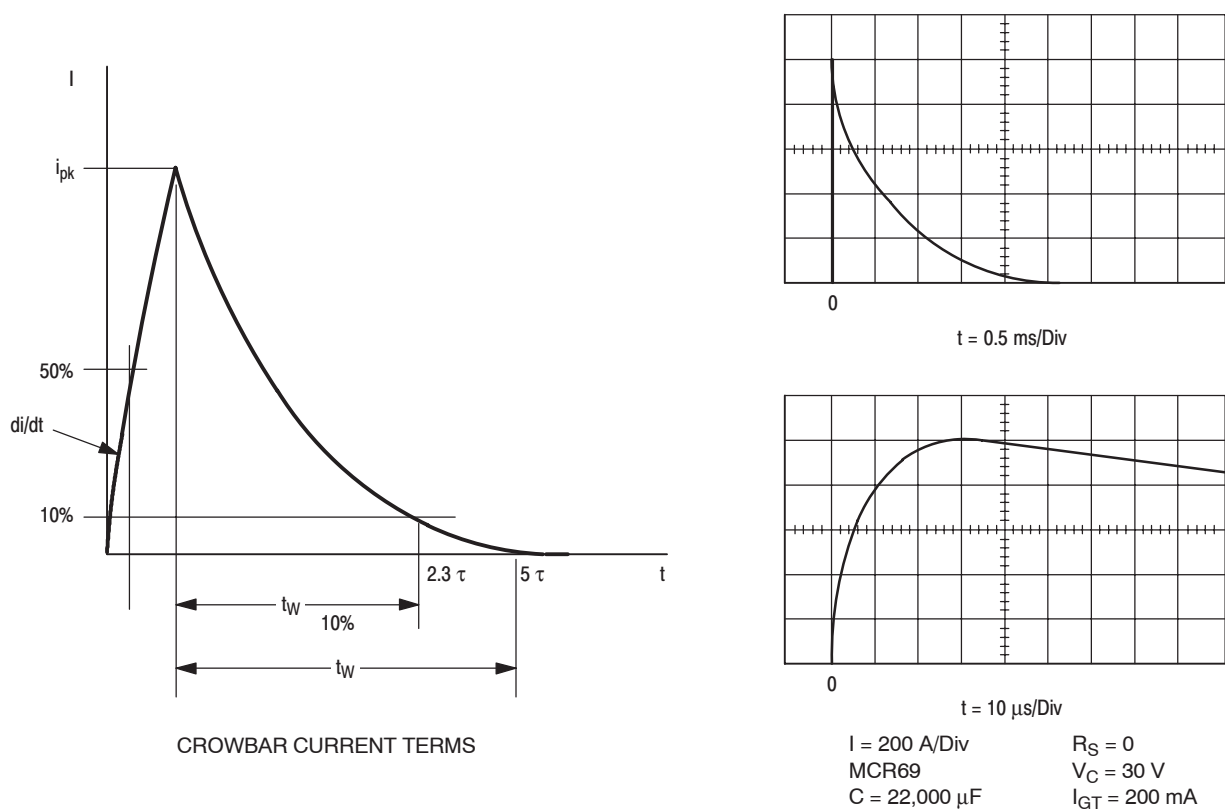 I
i_pk
50%
di/dt
10%
2.3 τ
5 τ
t
t_W
10%
t_W
CROWBAR CURRENT TERMS
0
t = 0.5 ms/Div
0
t = 10 μs/Div
I = 200 A/Div
R_S = 0
MCR69
V_C = 30 V
C = 22,000 μF
I_GT = 200 mA